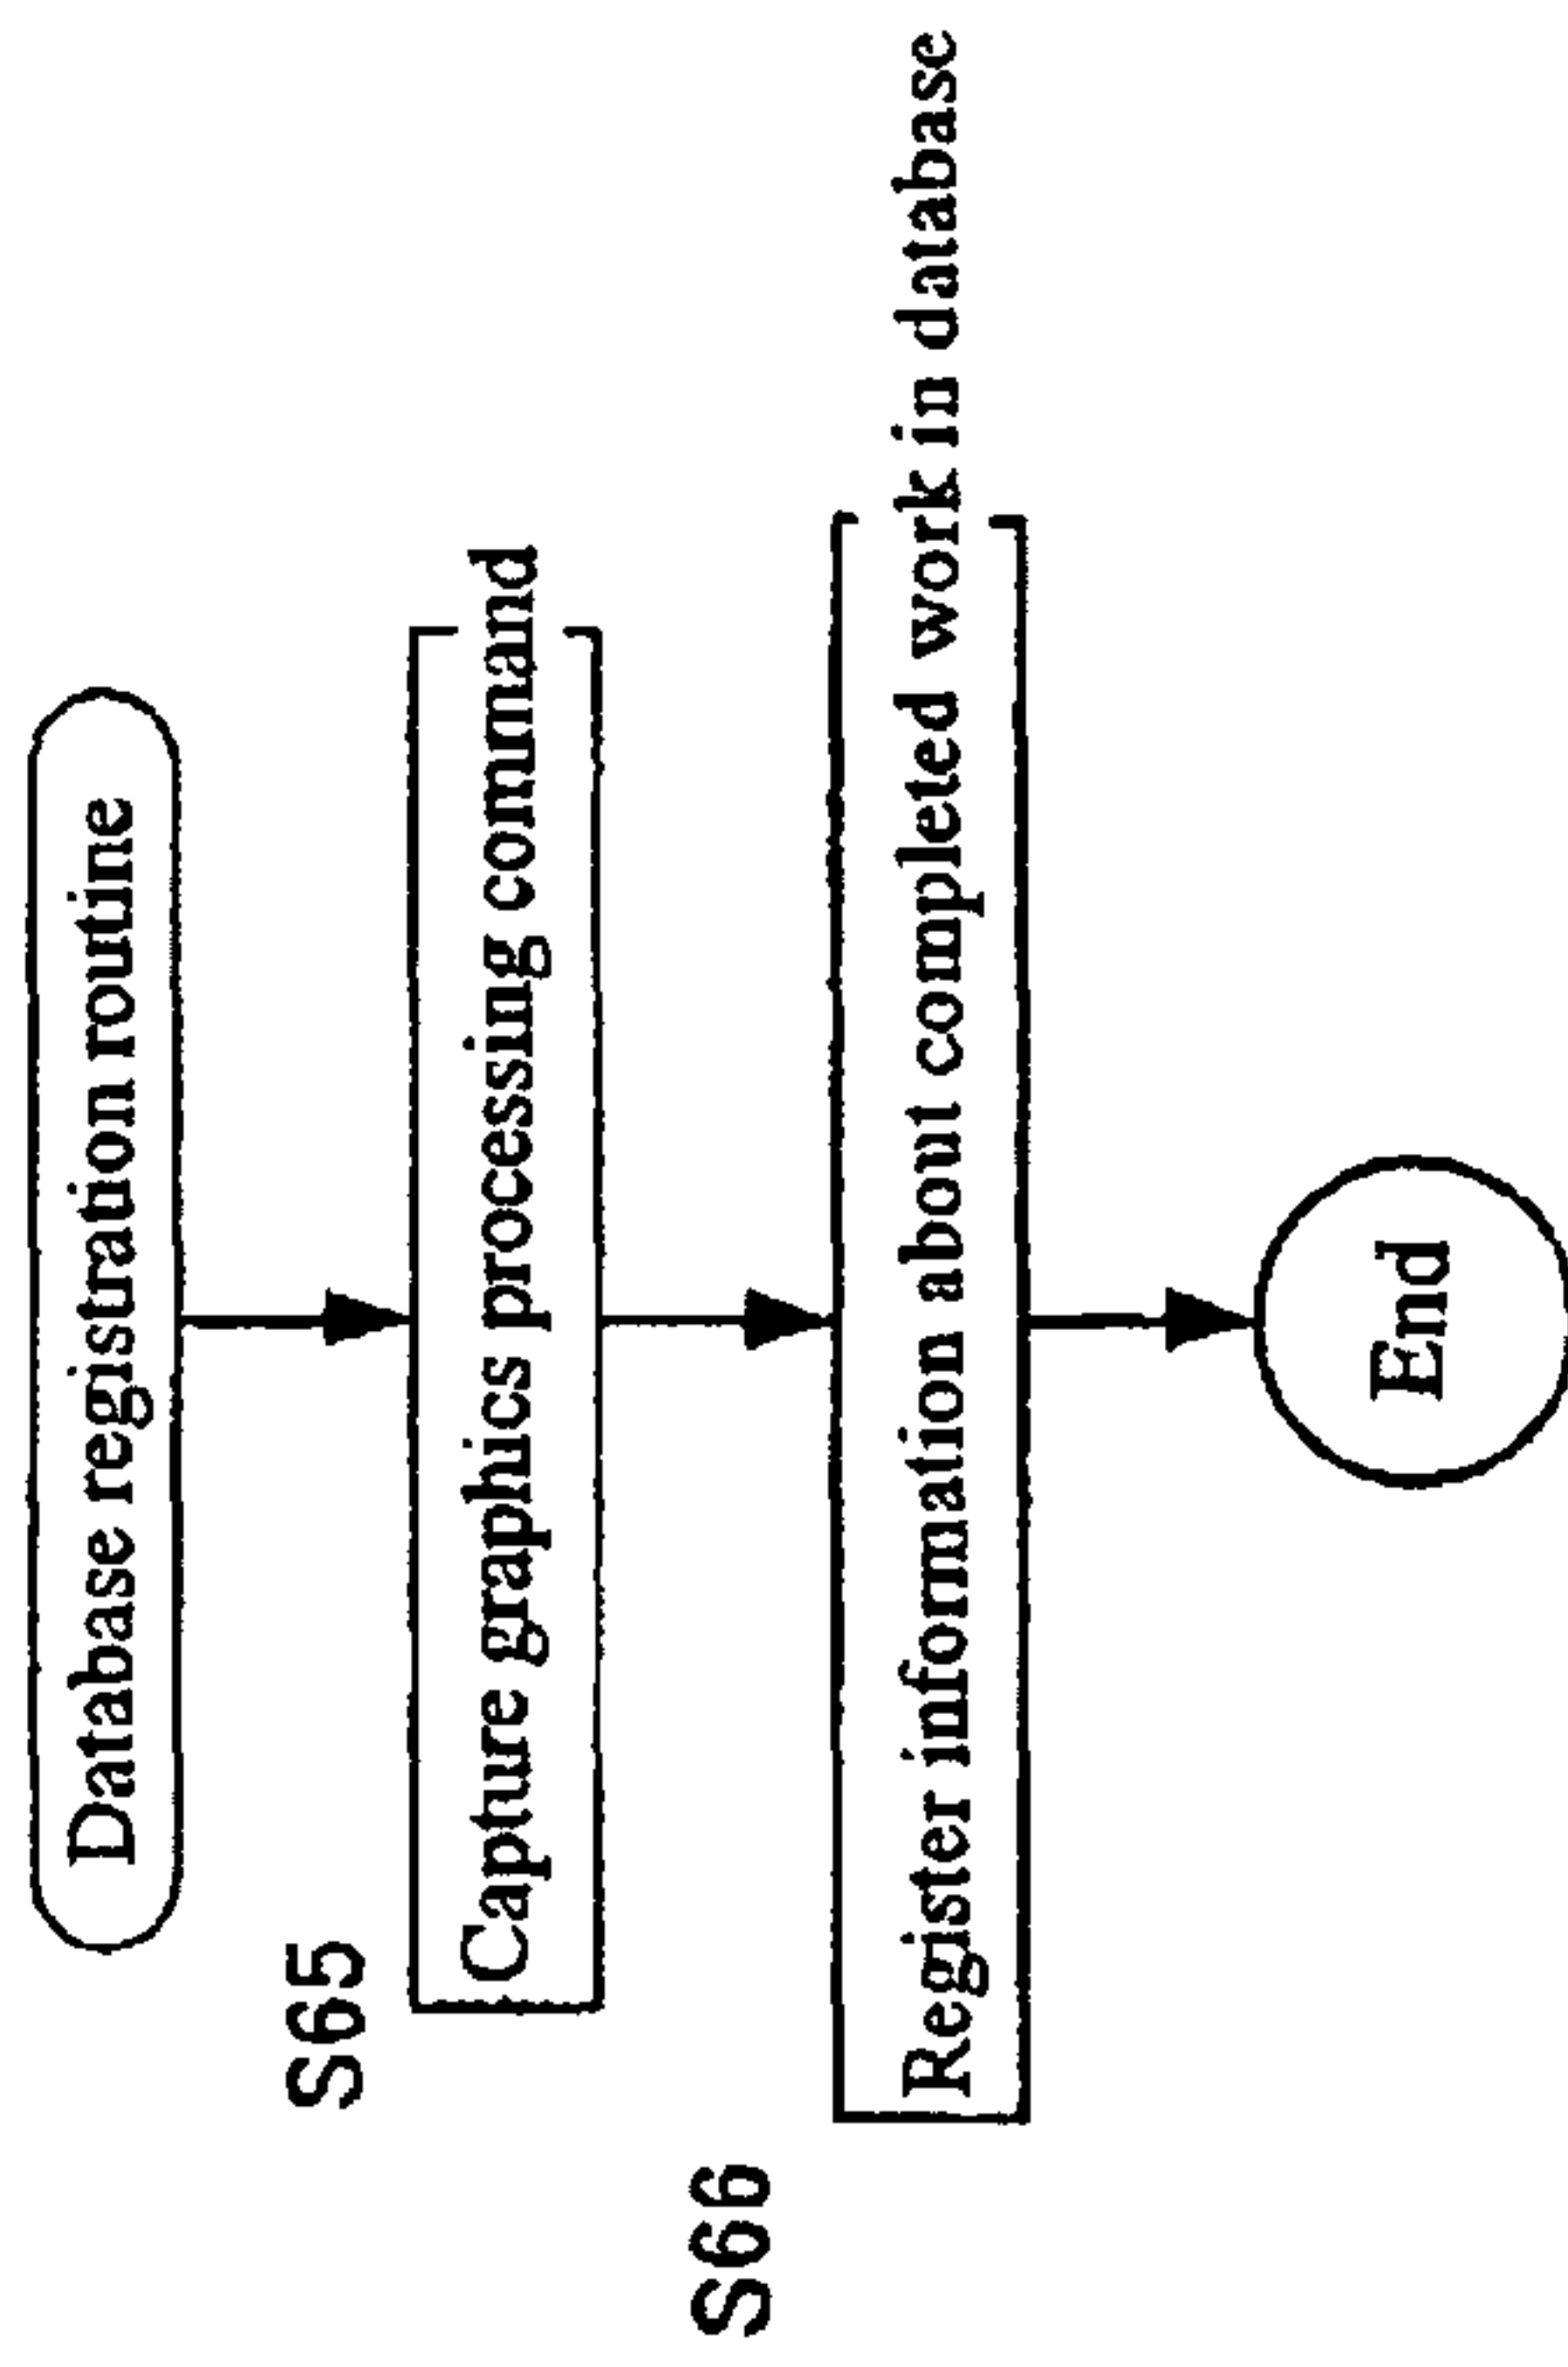 Database registration routine
S65
Capture graphics processing command
S66
Register information about completed work in database
End